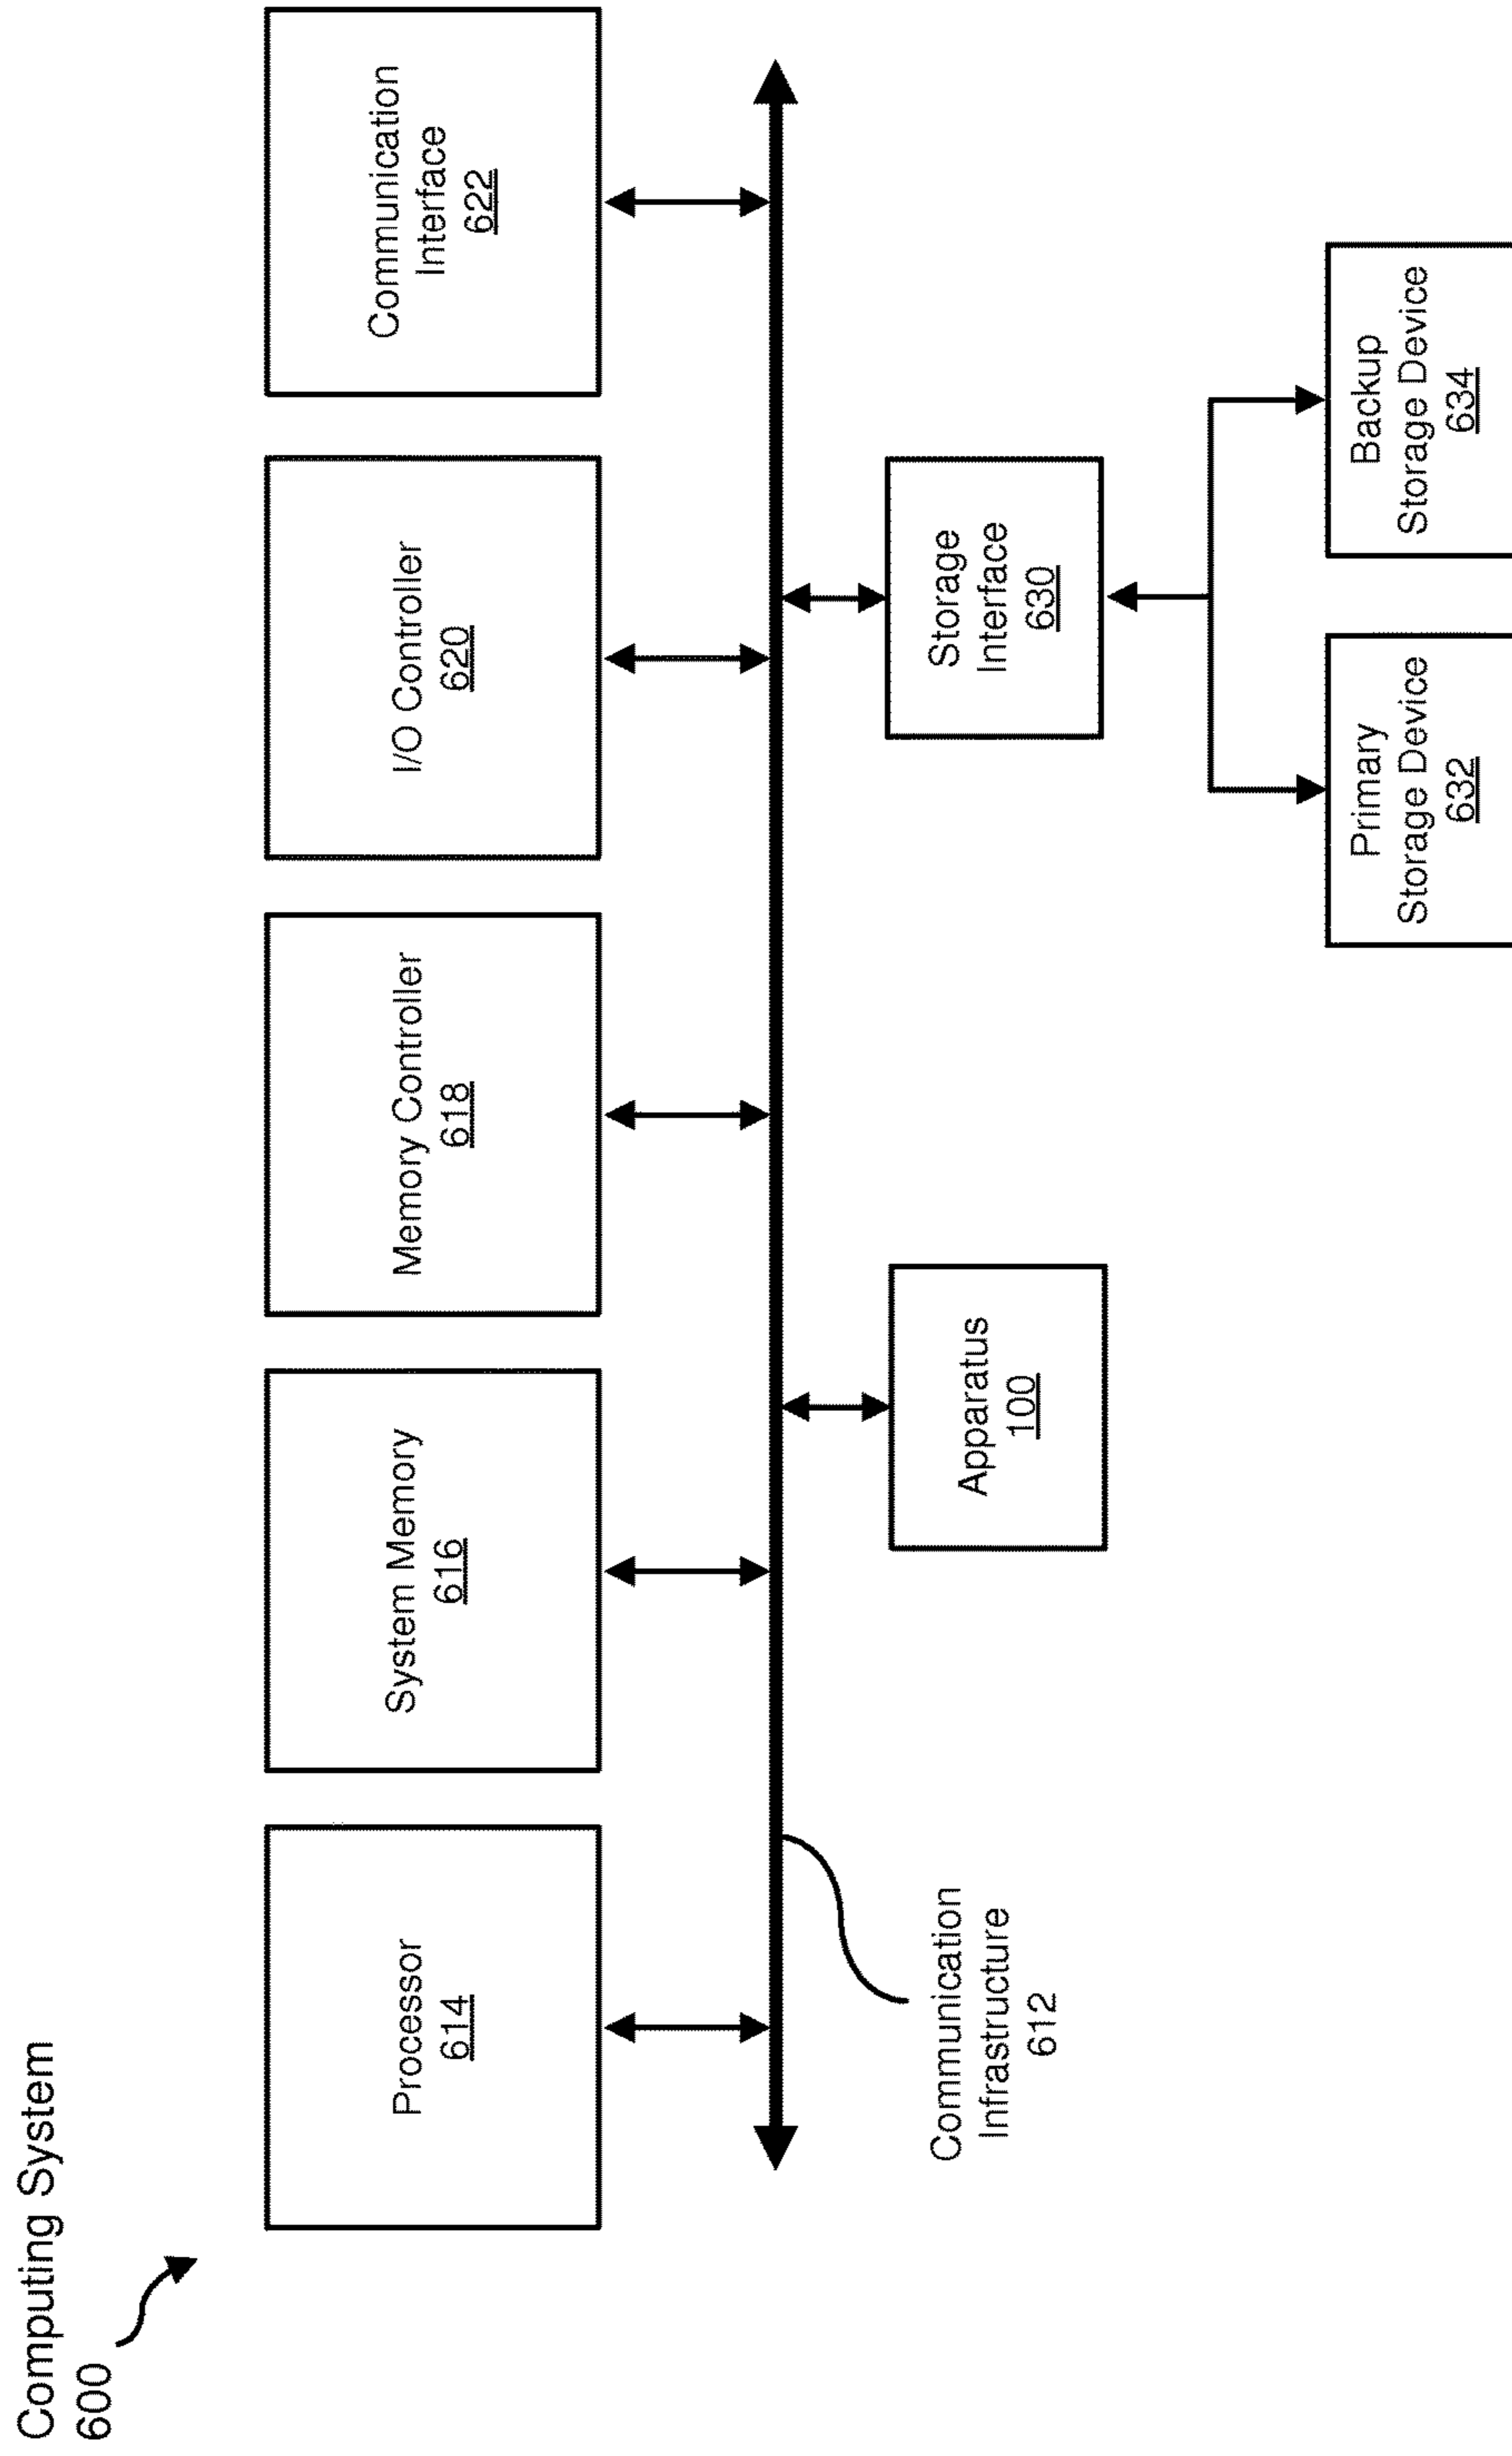 Computing System
600
Processor
614
System Memory
616
Memory Controller
618
I/O Controller
620
Communication
Interface
622
Communication
Infrastructure
612
Apparatus
100
Storage
Interface
630
Primary
Storage Device
632
Backup
Storage Device
634